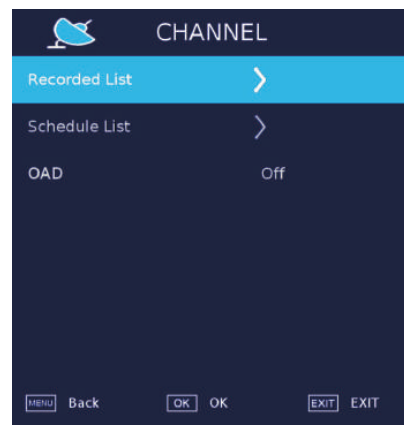 CHANNEL
Recorded List
Schedule List
OAD Off
MENU Back OK OK EXIT EXIT